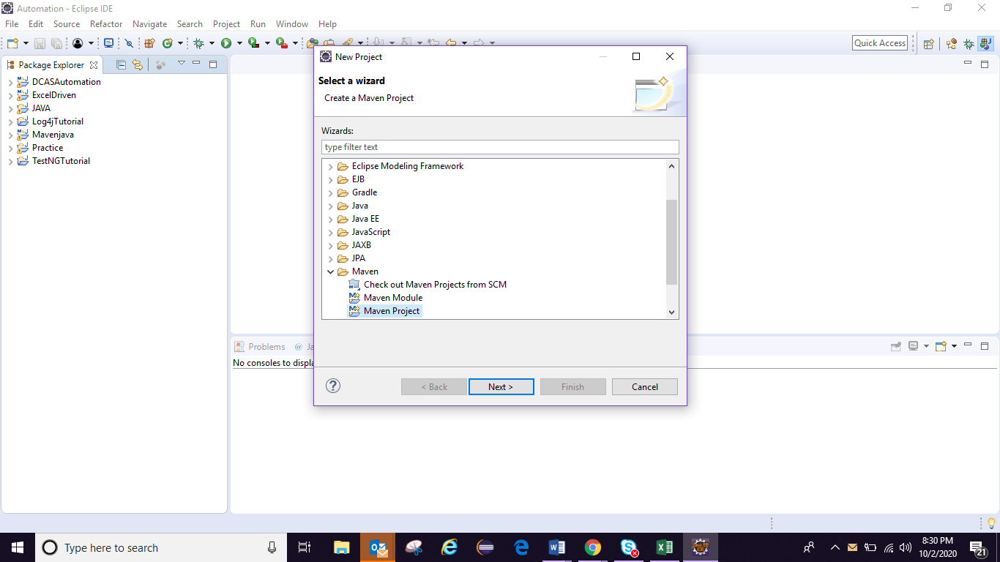 Automation - Eclipse IDE
File Edit Source Refactor Navigate Search Project Run Window Help
Quick Access
Package Explorer
DCASAutomation
ExcelDriven
JAVA
Log4jTutorial
Mavenjava
Practice
TestNGTutorial
New Project
Select a wizard
Create a Maven Project
Wizards:
type filter text
Eclipse Modeling Framework
EJB
Gradle
Java
Java EE
JavaScript
JAXB
JPA
Maven
Check out Maven Projects from SCM
Maven Module
Maven Project
< Back Next > Finish Cancel
Problems @ Ja
No consoles to displa
Type here to search
8:30 PM
10/2/2020
21